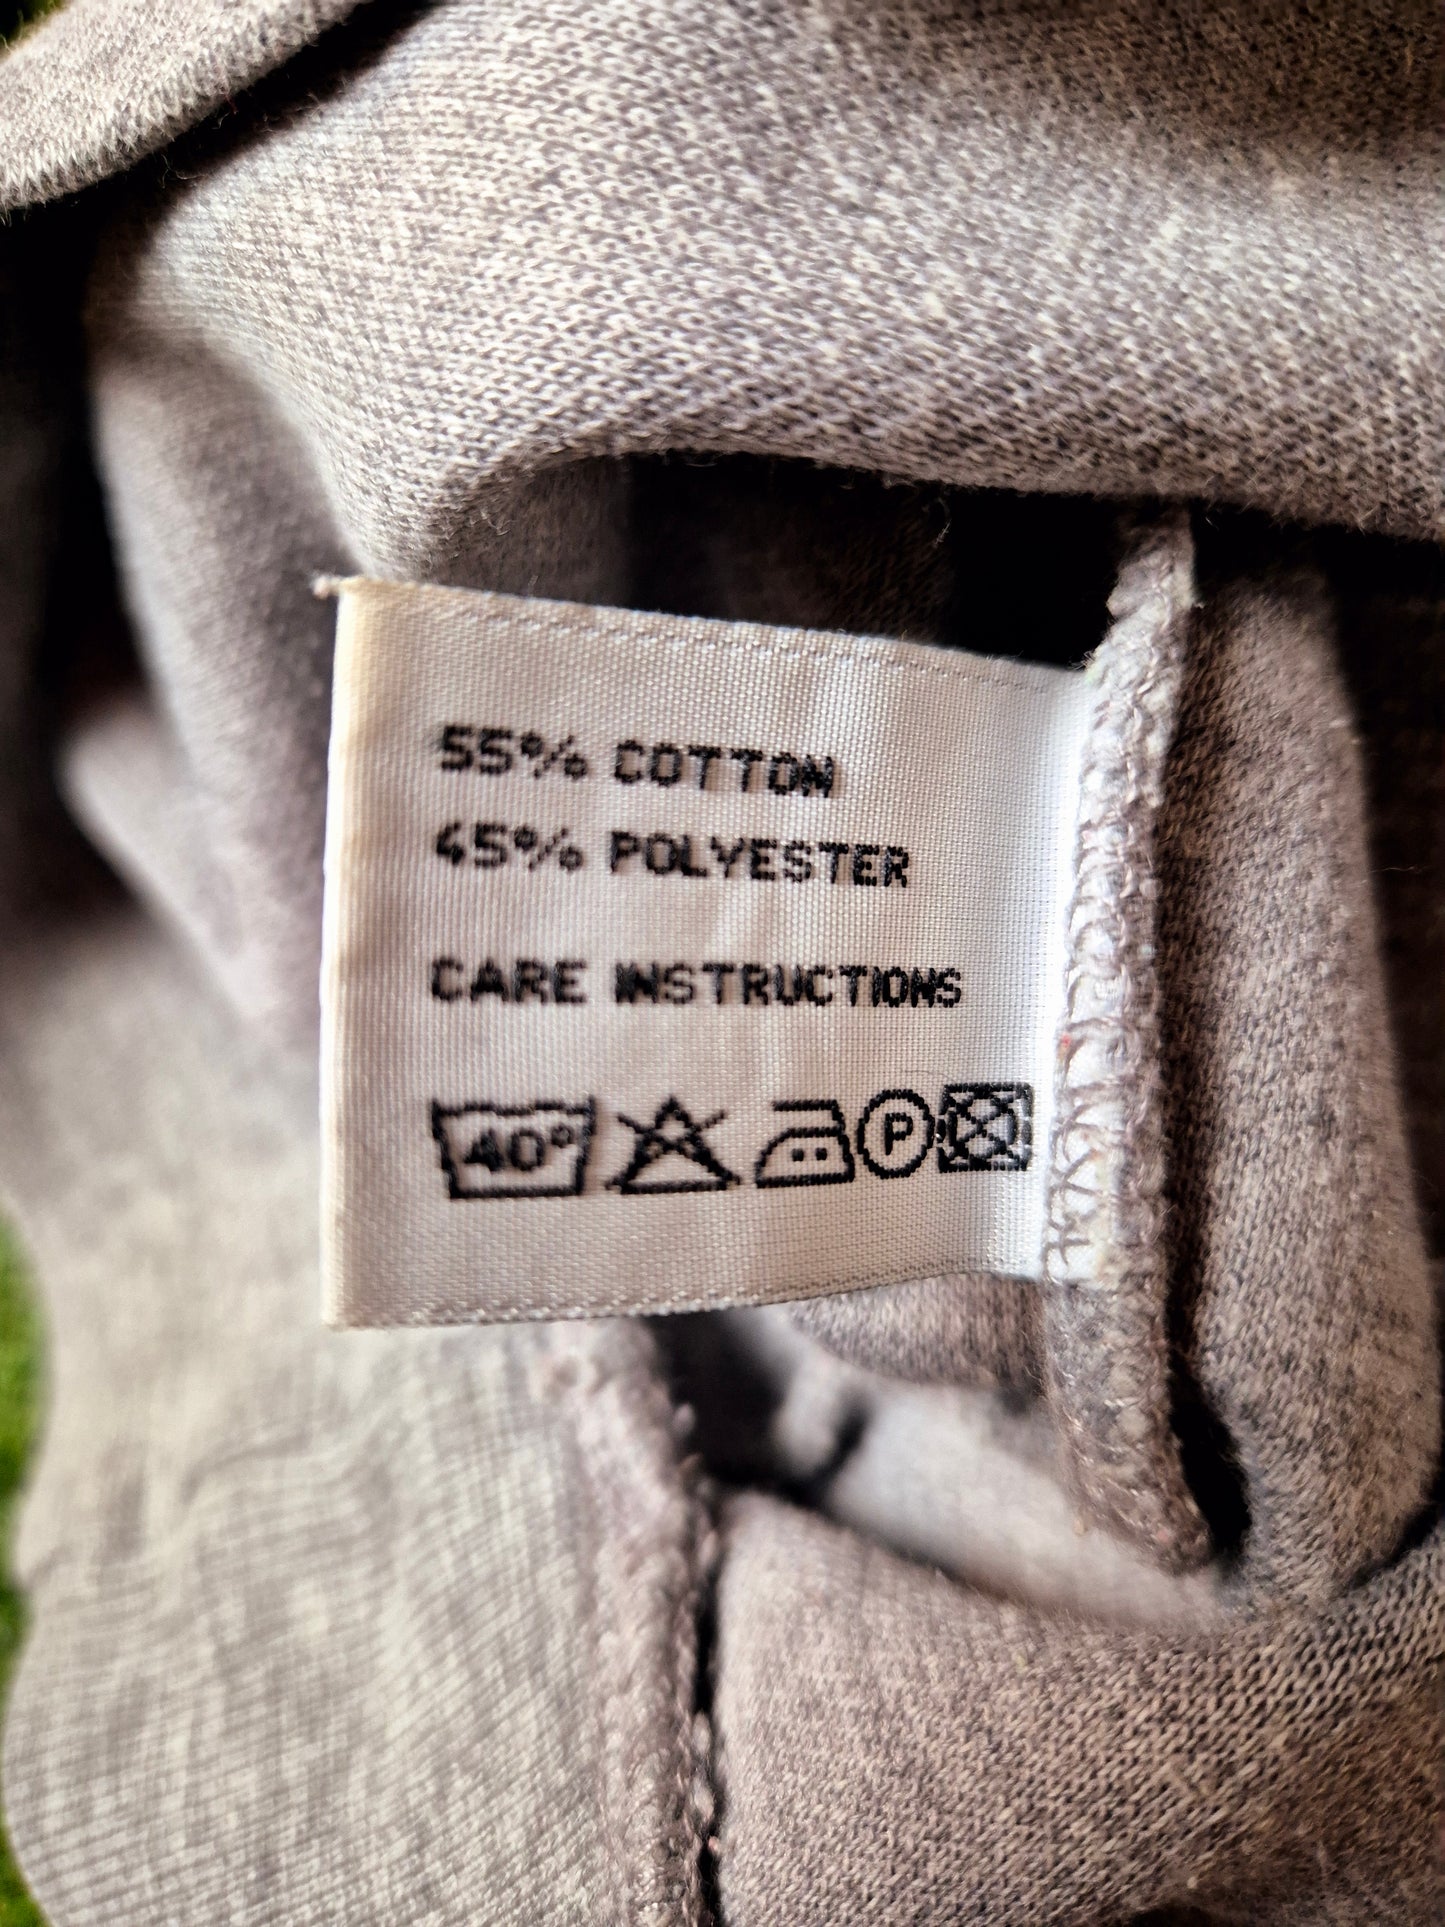 55% COTTON
45% POLYESTER
CARE INSTRUCTIONS
40° P